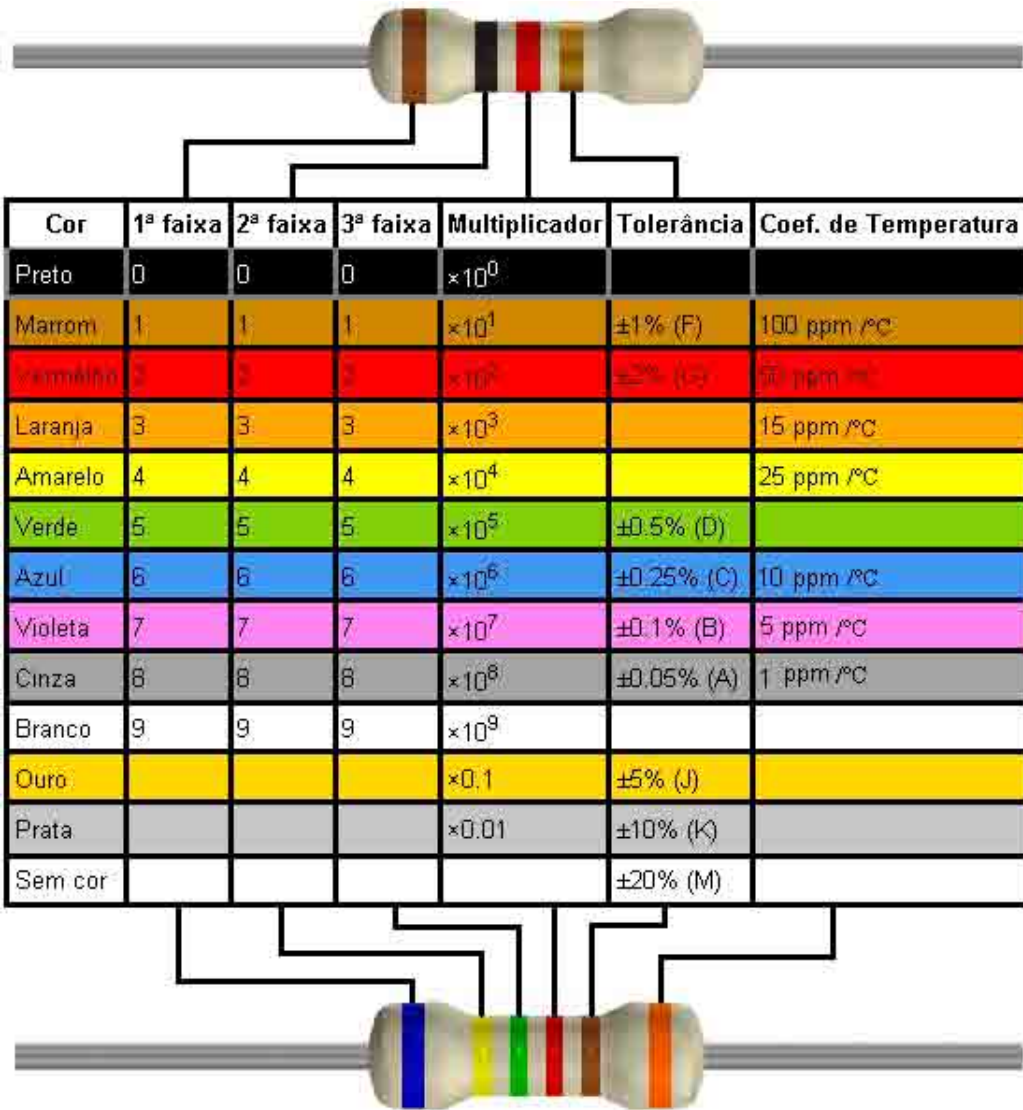 Cor 1ª faixa 2ª faixa 3ª faixa Multiplicador Tolerância Coef. de Temperatura
Preto 0 0 0 ×10⁰
Marrom 1 1 1 ×10¹ ±1% (F) 100 ppm /ºC
Vermelho 2 2 2 ×10² ±2% (G) 50 ppm /ºC
Laranja 3 3 3 ×10³ 15 ppm /ºC
Amarelo 4 4 4 ×10⁴ 25 ppm /ºC
Verde 5 5 5 ×10⁵ ±0.5% (D)
Azul 6 6 6 ×10⁶ ±0.25% (C) 10 ppm /ºC
Violeta 7 7 7 ×10⁷ ±0.1% (B) 5 ppm /ºC
Cinza 8 8 8 ×10⁸ ±0.05% (A) 1 ppm /ºC
Branco 9 9 9 ×10⁹
Ouro ×0.1 ±5% (J)
Prata ×0.01 ±10% (K)
Sem cor ±20% (M)